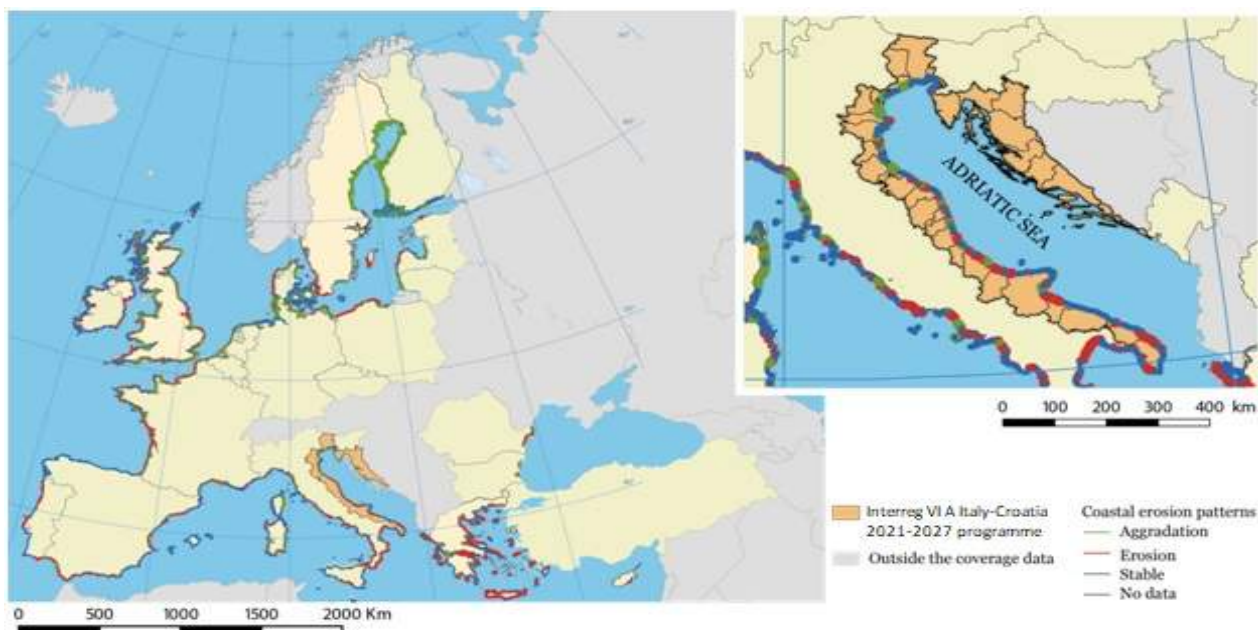 ADRIATIC SEA
0 100 200 300 400 km
Interreg VI A Italy-Croatia
2021-2027 programme
Outside the coverage data
Coastal erosion patterns
Aggradation
Erosion
Stable
No data
0 500 1000 1500 2000 Km